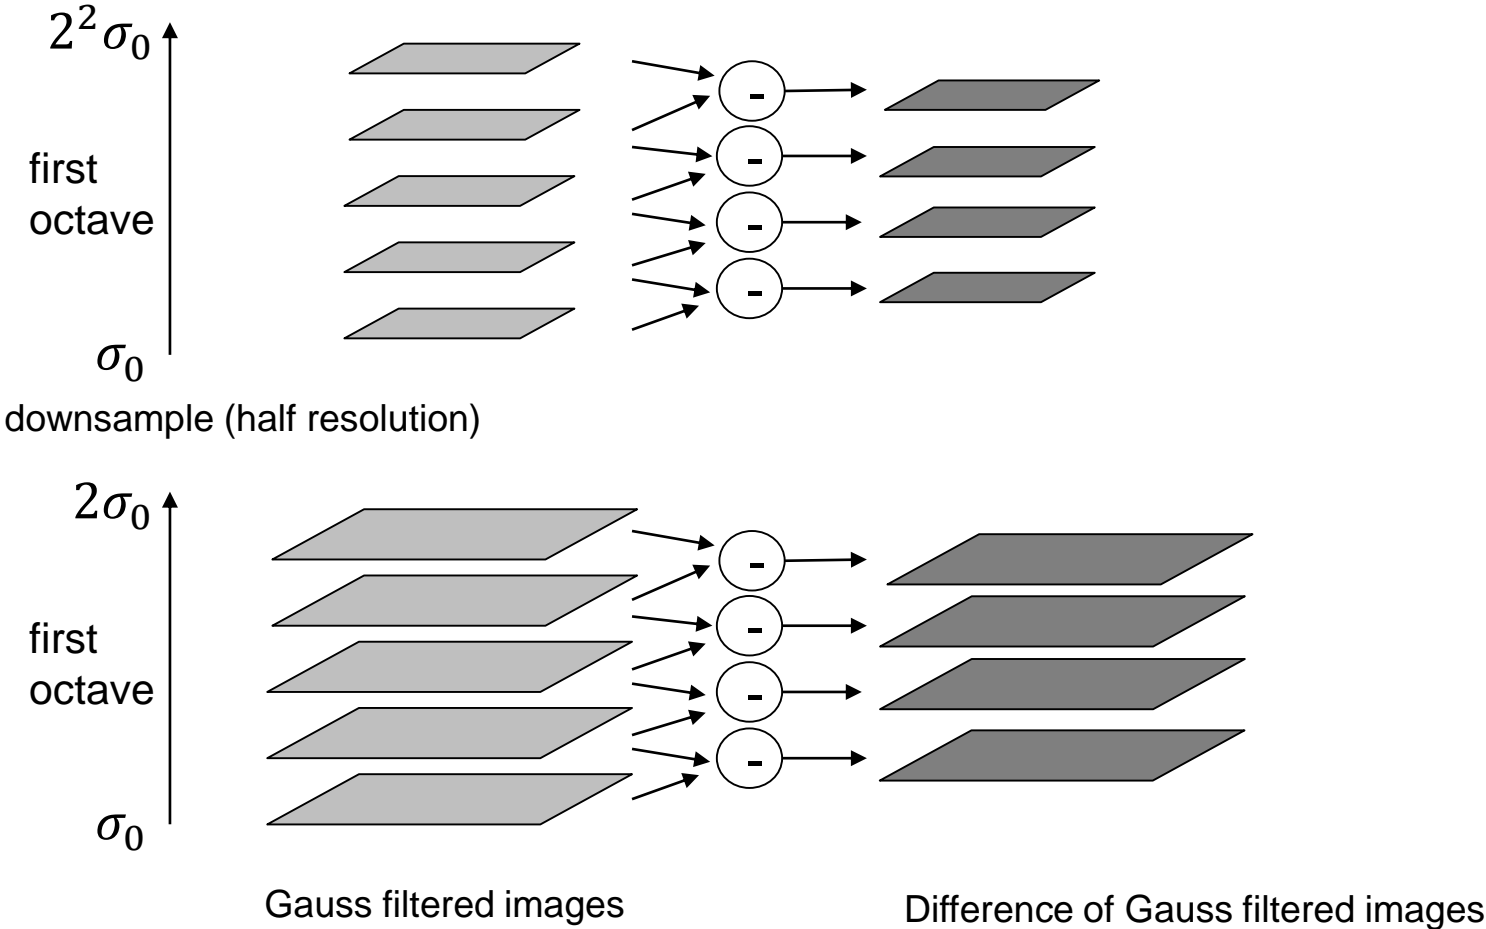 2²σ₀
first
octave
-
-
-
-
σ₀
downsample (half resolution)
2σ₀
first
octave
-
-
-
-
σ₀
Gauss filtered images
Difference of Gauss filtered images